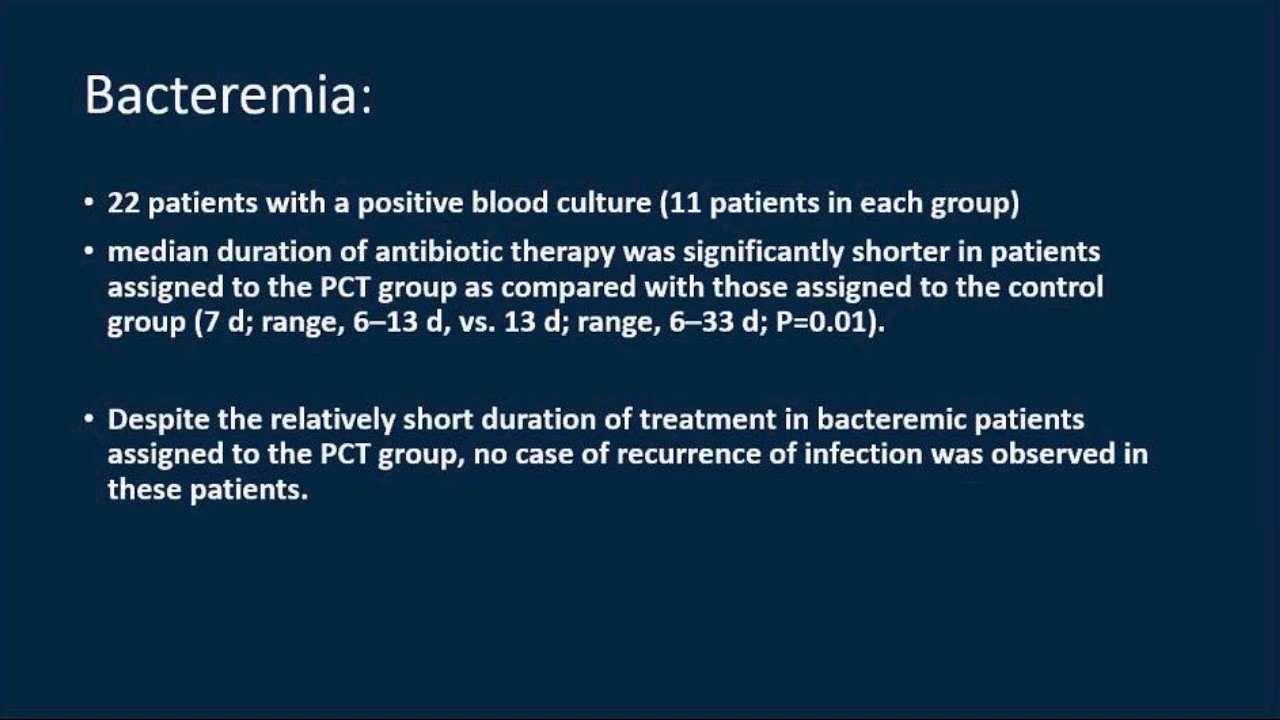 Bacteremia:
• 22 patients with a positive blood culture (11 patients in each group)
• median duration of antibiotic therapy was significantly shorter in patients
assigned to the PCT group as compared with those assigned to the control
group (7 d; range, 6–13 d, vs. 13 d; range, 6–33 d; P=0.01).
• Despite the relatively short duration of treatment in bacteremic patients
assigned to the PCT group, no case of recurrence of infection was observed in
these patients.